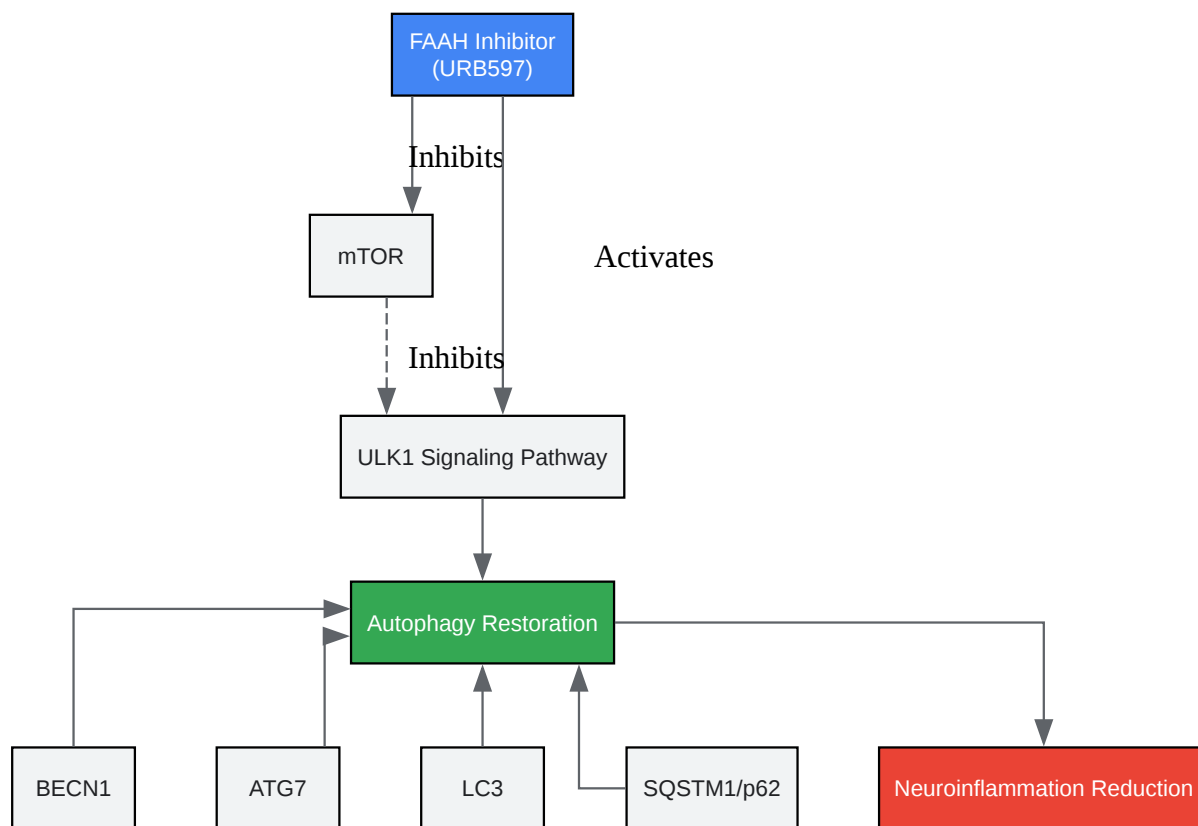 FAAH Inhibitor
(URB597)
Inhibits
mTOR
Activates
Inhibits
ULK1 Signaling Pathway
Autophagy Restoration
BECN1
ATG7
LC3
SQSTM1/p62
Neuroinflammation Reduction